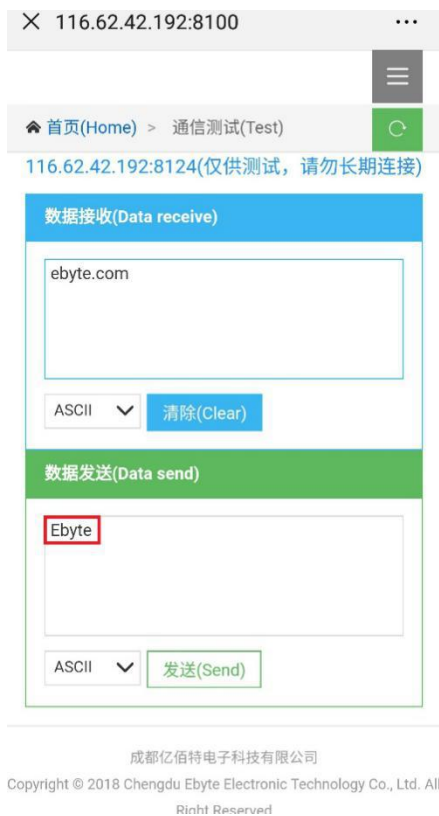 116.62.42.192:8100
首页(Home) > 通信测试(Test)
116.62.42.192:8124(仅供测试，请勿长期连接)
数据接收(Data receive)
ebyte.com
ASCII 清除(Clear)
数据发送(Data send)
Ebyte
ASCII 发送(Send)
成都亿佰特电子科技有限公司
Copyright © 2018 Chengdu Ebyte Electronic Technology Co., Ltd. All
Right Reserved